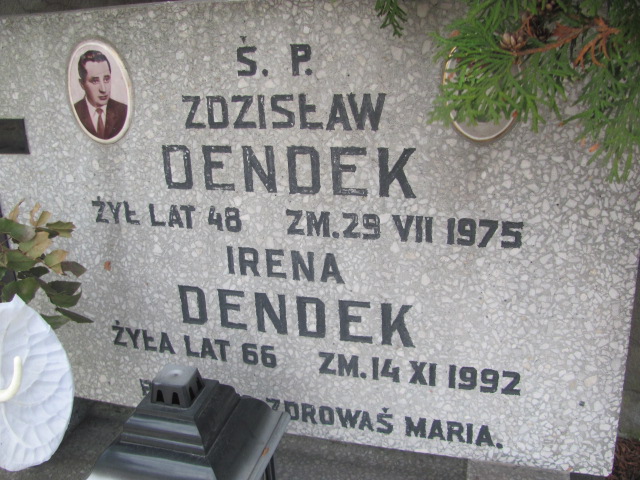 Ś. P.
ZDZISŁAW
DENDEK
ŻYŁ LAT 48 ZM. 29 VII 1975
IRENA
DENDEK
ŻYŁA LAT 66 ZM. 14 XI 1992
ZDROWAŚ MARIA.